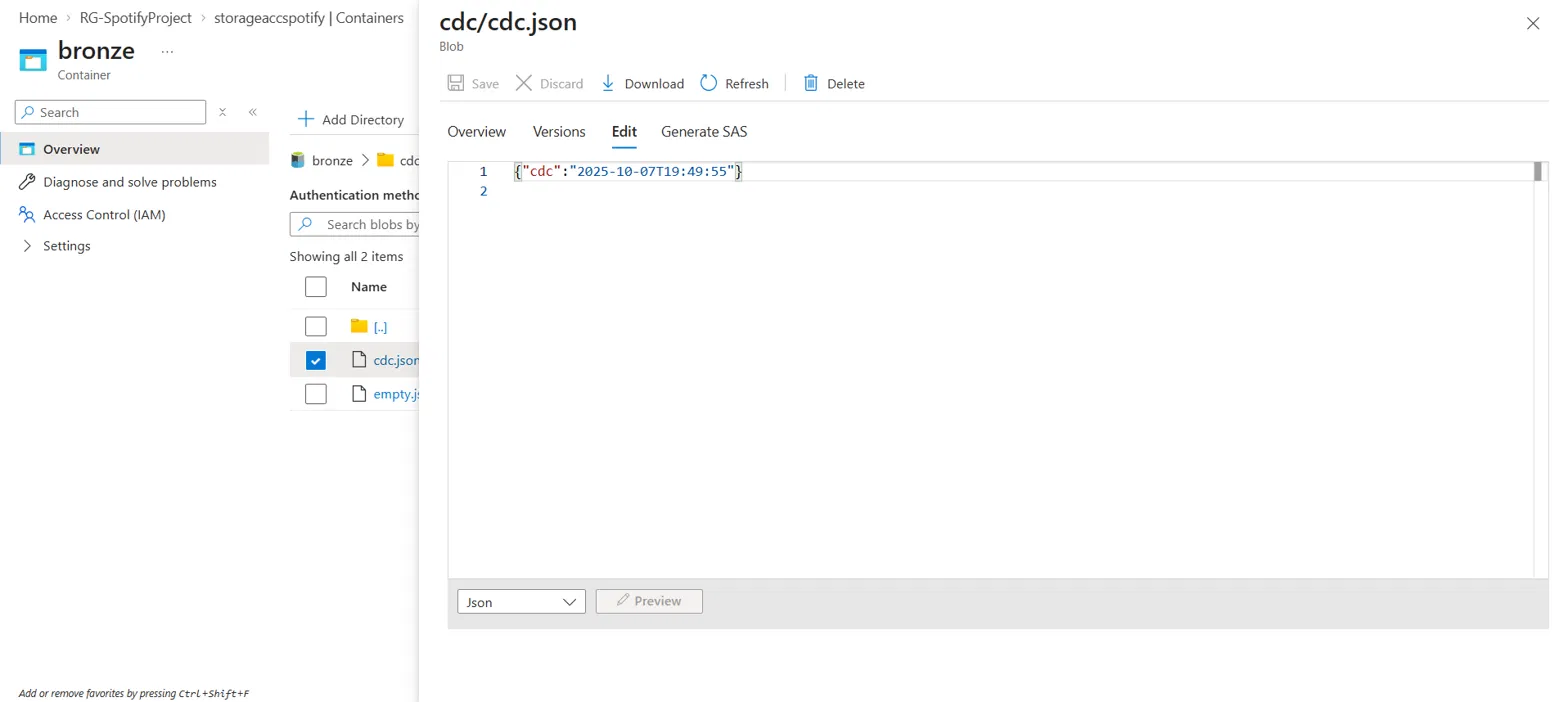 Home > RG-SpotifyProject > storageaccspotify | Containers
bronze ...
Container
Search
Overview
Diagnose and solve problems
Access Control (IAM)
Settings
Add or remove favorites by pressing Ctrl+Shift+F
Add Directory
bronze > cdc
Authentication metho
Search blobs by
Showing all 2 items
Name
[..]
cdc.json
empty.js
cdc/cdc.json
Blob
Save Discard Download Refresh Delete
Overview Versions Edit Generate SAS
1 {"cdc":"2025-10-07T19:49:55"}
2
Json Preview